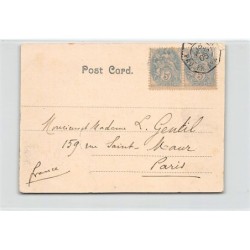 Post Card.
Monsieur Madame L. Gentil
159 rue Saint-Maur
Paris
France